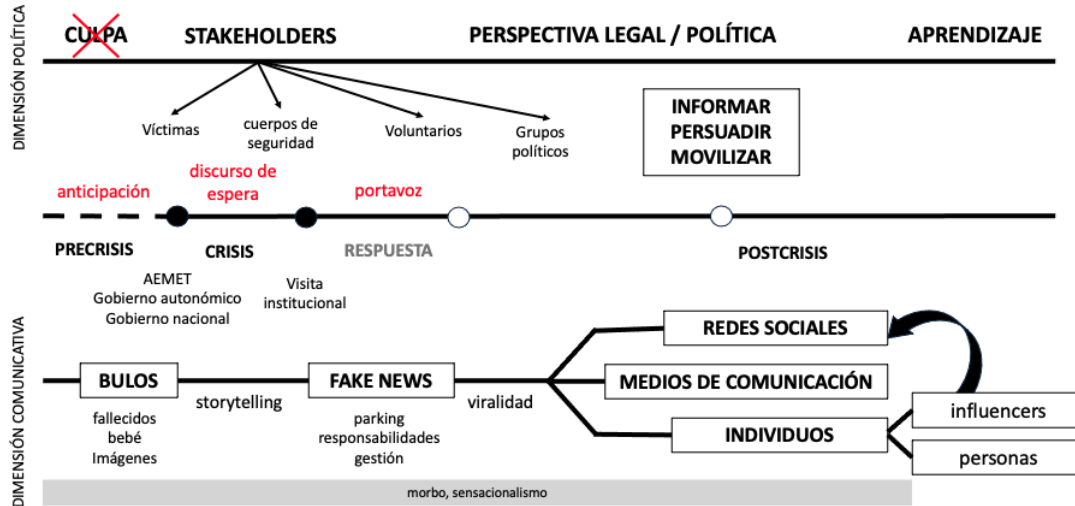 DIMENSIÓN POLÍTICA
CULPA
STAKEHOLDERS
PERSPECTIVA LEGAL / POLÍTICA
APRENDIZAJE
Víctimas
cuerpos de
seguridad
Voluntarios
Grupos
políticos
INFORMAR
PERSUADIR
MOVILIZAR
anticipación
discurso de
espera
portavoz
PRECRISIS
CRISIS
RESPUESTA
POSTCRISIS
AEMET
Gobierno autonómico
Gobierno nacional
Visita
institucional
DIMENSIÓN COMUNICATIVA
BULOS
fallecidos
bebé
Imágenes
storytelling
FAKE NEWS
parking
responsabilidades
gestión
viralidad
REDES SOCIALES
MEDIOS DE COMUNICACIÓN
INDIVIDUOS
influencers
personas
morbo, sensacionalismo